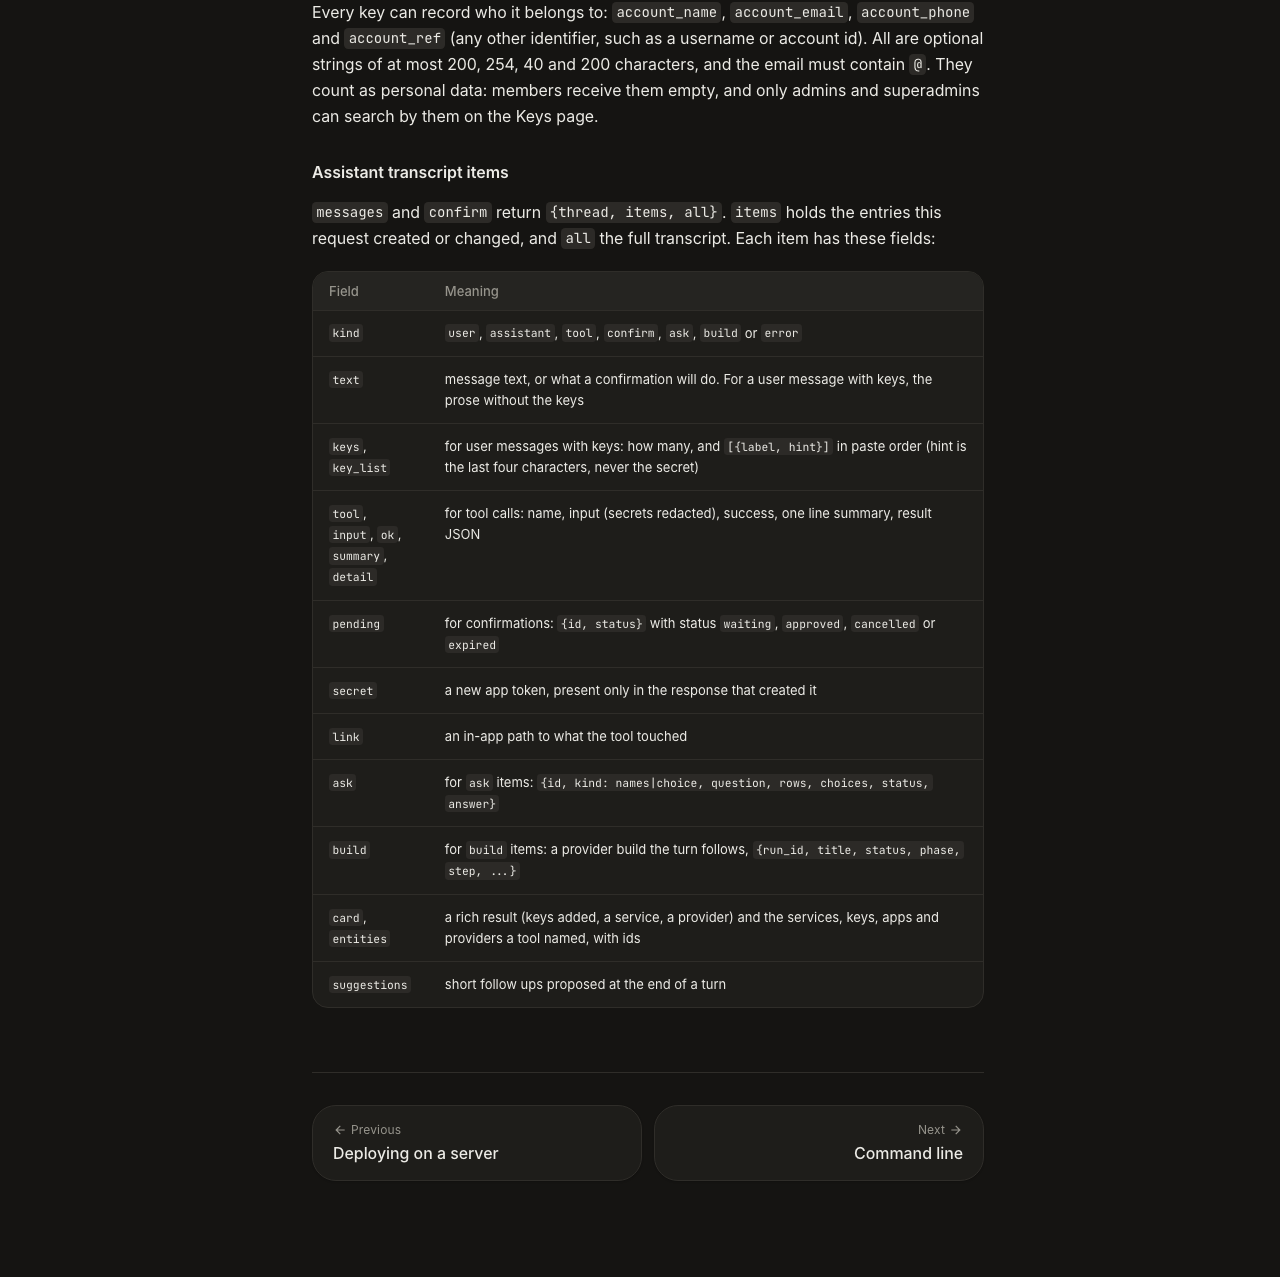 Every key can record who it belongs to: account_name, account_email, account_phone
and account_ref (any other identifier, such as a username or account id). All are optional
strings of at most 200, 254, 40 and 200 characters, and the email must contain @. They
count as personal data: members receive them empty, and only admins and superadmins
can search by them on the Keys page.
Assistant transcript items
messages and confirm return {thread, items, all}. items holds the entries this
request created or changed, and all the full transcript. Each item has these fields:
Field Meaning
kind user, assistant, tool, confirm, ask, build or error
text message text, or what a confirmation will do. For a user message with keys, the
prose without the keys
keys, for user messages with keys: how many, and [{label, hint}] in paste order (hint is
key_list the last four characters, never the secret)
tool, for tool calls: name, input (secrets redacted), success, one line summary, result
input, ok, JSON
summary,
detail
pending for confirmations: {id, status} with status waiting, approved, cancelled or
expired
secret a new app token, present only in the response that created it
link an in-app path to what the tool touched
ask for ask items: {id, kind: names|choice, question, rows, choices, status,
answer}
build for build items: a provider build the turn follows, {run_id, title, status, phase,
step, ...}
card, a rich result (keys added, a service, a provider) and the services, keys, apps and
entities providers a tool named, with ids
suggestions short follow ups proposed at the end of a turn
← Previous Next →
Deploying on a server Command line